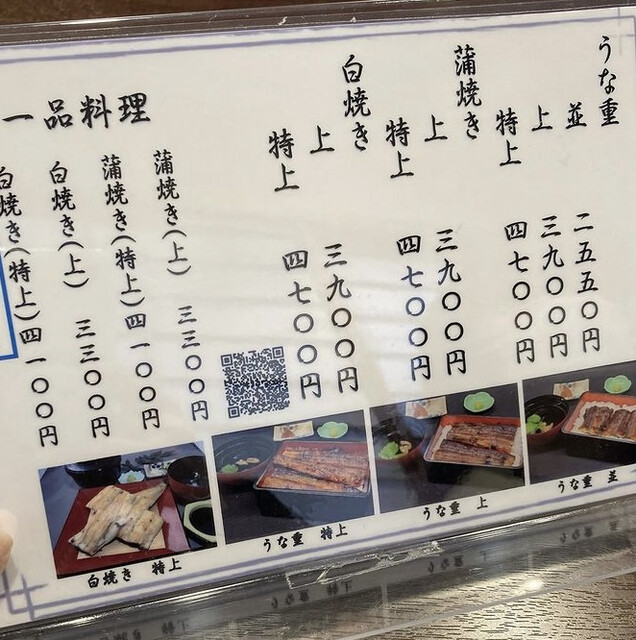 うな重
並 二五五〇円
上 三九〇〇円
特上 四七〇〇円
蒲焼き
上 三九〇〇円
特上 四七〇〇円
白焼き
上 三九〇〇円
特上 四七〇〇円
一品料理
蒲焼き(上) 三三〇〇円
蒲焼き(特上) 四一〇〇円
白焼き(上) 三三〇〇円
白焼き(特上) 四一〇〇円
白焼き 特上
うな重 特上
うな重 上
うな重 並